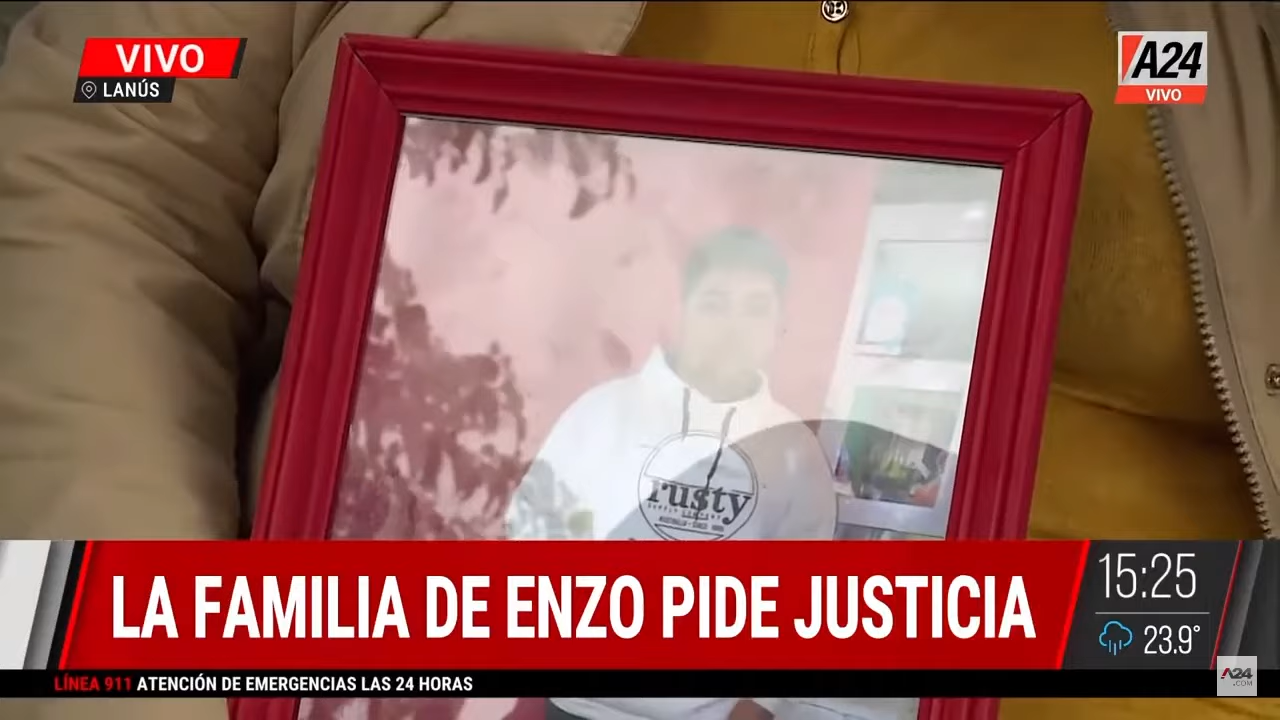 VIVO
LANÚS
A24
VIVO
rusty
LA FAMILIA DE ENZO PIDE JUSTICIA
15:25
23.9°
LÍNEA 911 ATENCIÓN DE EMERGENCIAS LAS 24 HORAS
A24
.COM